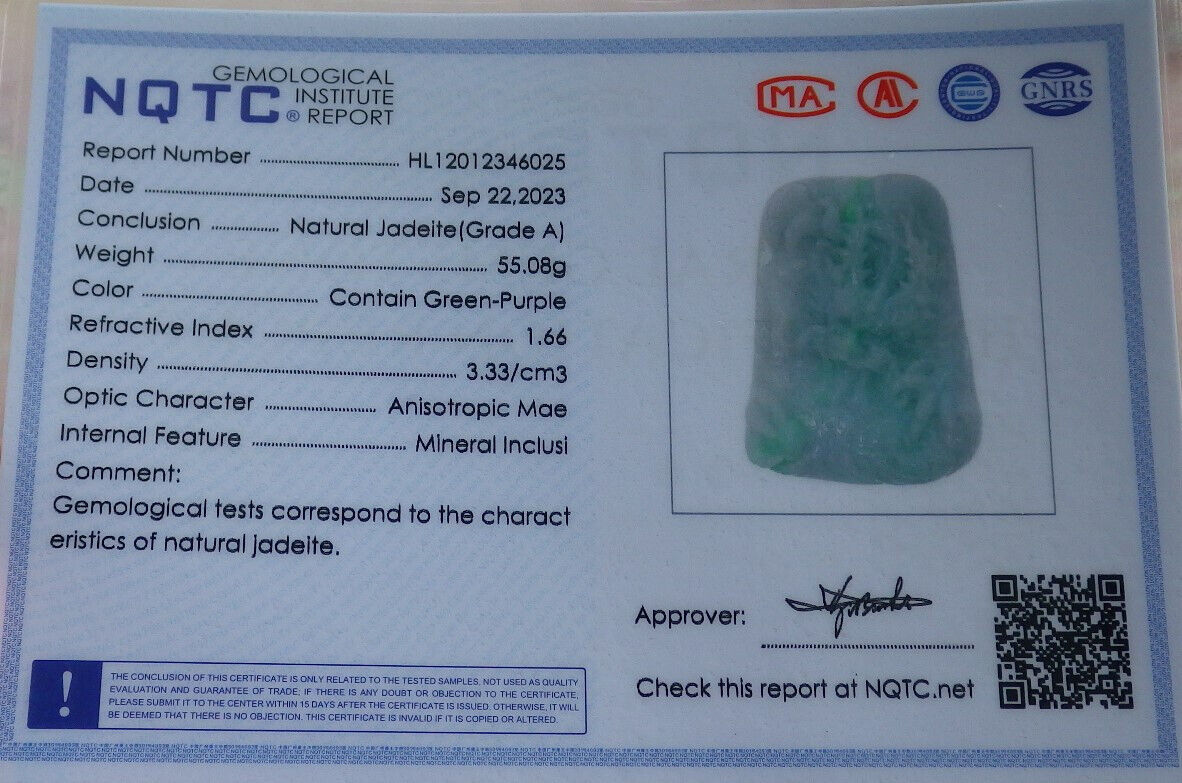 NQTC®
GEMOLOGICAL
INSTITUTE
REPORT
MA
GNRS
Report Number HL12012346025
Date Sep 22,2023
Conclusion Natural Jadeite(Grade A)
Weight 55.08g
Color Contain Green-Purple
Refractive Index 1.66
Density 3.33/cm3
Optic Character Anisotropic Mae
Internal Feature Mineral Inclusi
Comment:
Gemological tests correspond to the charact
eristics of natural jadeite.
Approver:
Check this report at NQTC.net
!
THE CONCLUSION OF THIS CERTIFICATE IS ONLY RELATED TO THE TESTED SAMPLES, NOT USED AS QUALITY
EVALUATION AND GUARANTEE OF TRADE. IF THERE IS ANY DOUBT OR OBJECTION TO THE CERTIFICATE,
PLEASE SUBMIT IT TO THE CENTER WITHIN 3 DAYS AFTER THE CERTIFICATE IS ISSUED. OTHERWISE, IT WILL
BE DEEMED THAT THERE IS NO OBJECTION. THIS CERTIFICATE IS INVALID IF IT IS COPIED OR ALTERED.